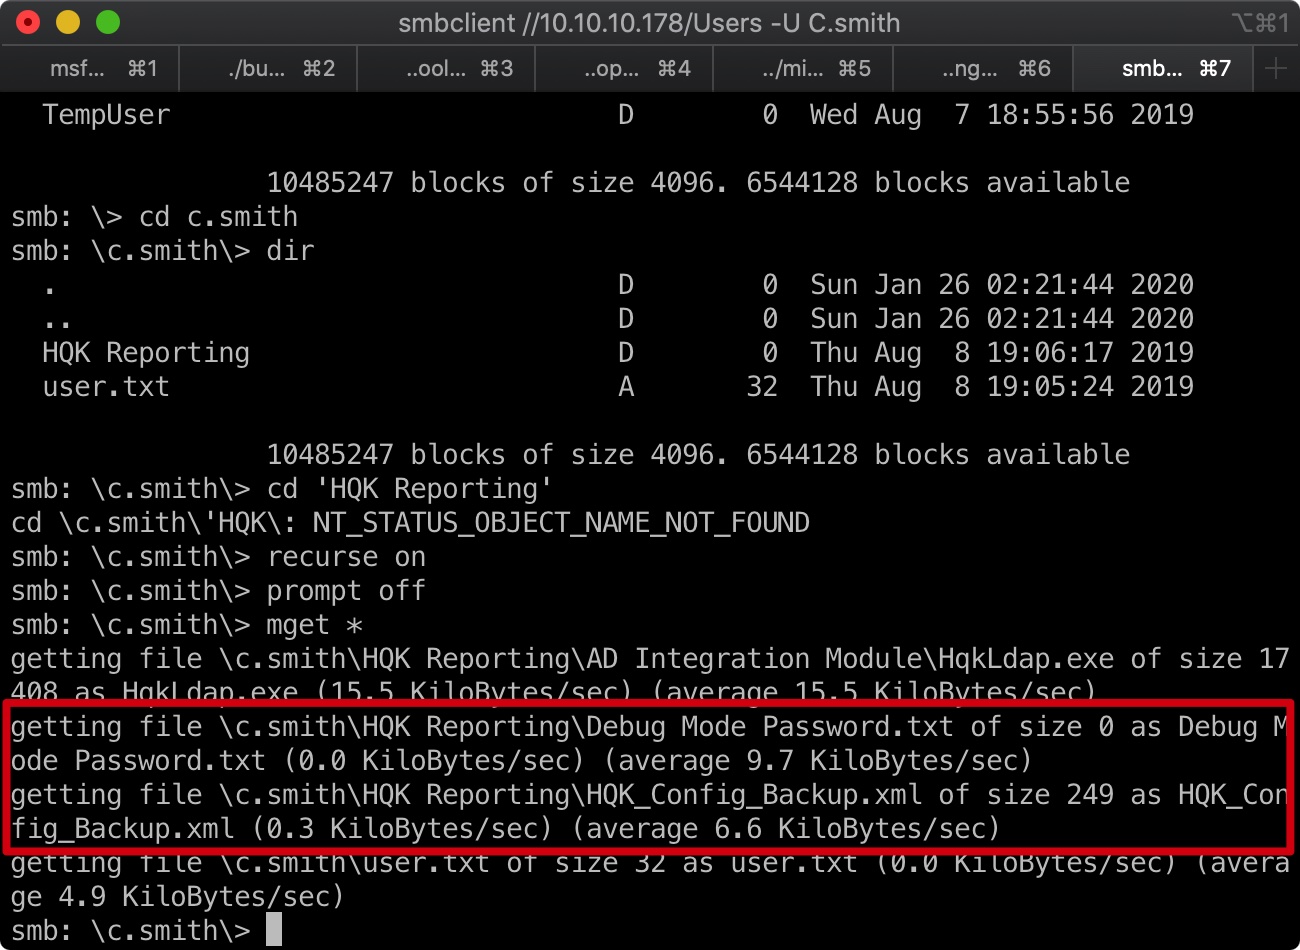 smbclient //10.10.10.178/Users -U C.smith ⌥⌘1
msf... ⌘1 ./bu... ⌘2 ..ool... ⌘3 ..op... ⌘4 ../mi... ⌘5 ..ng... ⌘6 smb... ⌘7 +
TempUser D 0 Wed Aug 7 18:55:56 2019
10485247 blocks of size 4096. 6544128 blocks available
smb: \> cd c.smith
smb: \c.smith\> dir
. D 0 Sun Jan 26 02:21:44 2020
.. D 0 Sun Jan 26 02:21:44 2020
HQK Reporting D 0 Thu Aug 8 19:06:17 2019
user.txt A 32 Thu Aug 8 19:05:24 2019
10485247 blocks of size 4096. 6544128 blocks available
smb: \c.smith\> cd 'HQK Reporting'
cd \c.smith\'HQK\: NT_STATUS_OBJECT_NAME_NOT_FOUND
smb: \c.smith\> recurse on
smb: \c.smith\> prompt off
smb: \c.smith\> mget *
getting file \c.smith\HQK Reporting\AD Integration Module\HqkLdap.exe of size 17
408 as HqkLdap.exe (15.5 KiloBytes/sec) (average 15.5 KiloBytes/sec)
getting file \c.smith\HQK Reporting\Debug Mode Password.txt of size 0 as Debug M
ode Password.txt (0.0 KiloBytes/sec) (average 9.7 KiloBytes/sec)
getting file \c.smith\HQK Reporting\HQK_Config_Backup.xml of size 249 as HQK_Con
fig_Backup.xml (0.3 KiloBytes/sec) (average 6.6 KiloBytes/sec)
getting file \c.smith\user.txt of size 32 as user.txt (0.0 KiloBytes/sec) (avera
ge 4.9 KiloBytes/sec)
smb: \c.smith\>